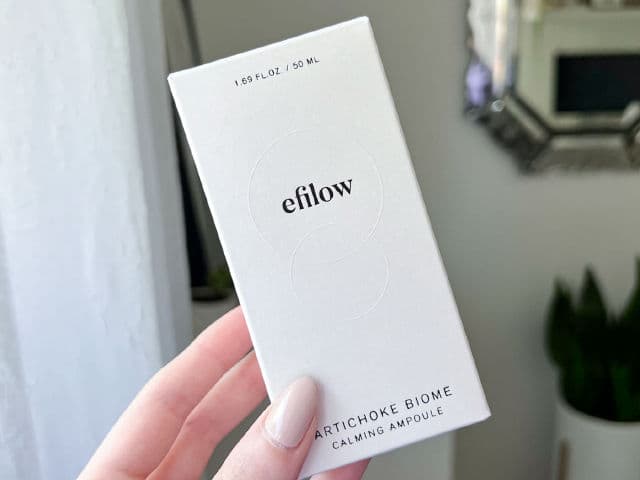 1.69 FL.OZ. / 50 ML
efilow
ARTICHOKE BIOME
CALMING AMPOULE